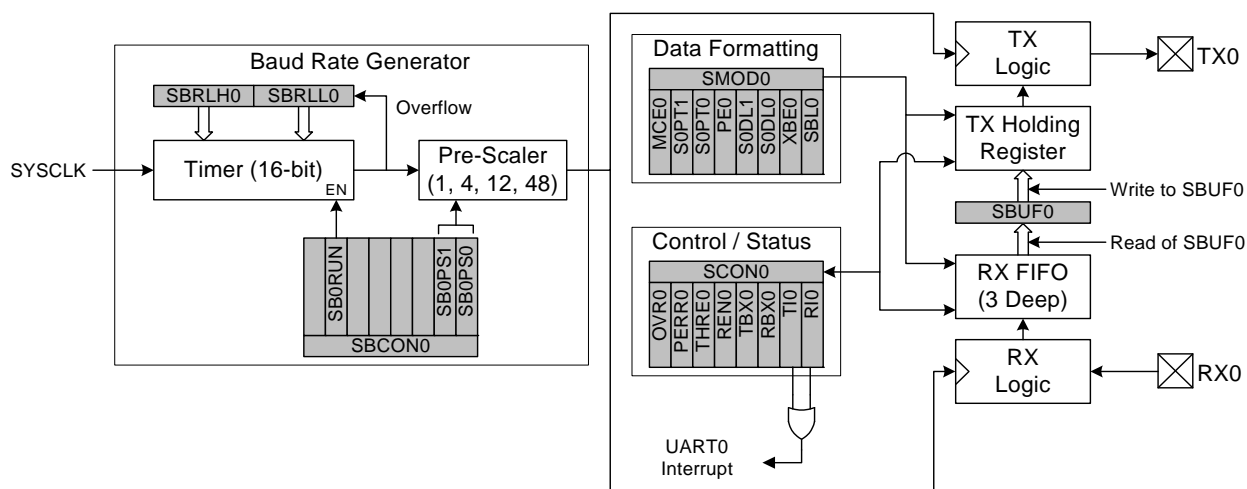 Baud Rate Generator
SBRLH0 SBRLL0
Overflow
SYSCLK
Timer (16-bit)
EN
Pre-Scaler
(1, 4, 12, 48)
SB0RUN
SB0PS1
SB0PS0
SBCON0
Data Formatting
SMOD0
MCE0
S0PT1
S0PT0
PE0
S0DL1
S0DL0
XBE0
SBL0
Control / Status
SCON0
OVR0
PERR0
THRE0
REN0
TBX0
RBX0
TI0
RI0
UART0
Interrupt
TX
Logic
TX0
TX Holding
Register
Write to SBUF0
SBUF0
Read of SBUF0
RX FIFO
(3 Deep)
RX
Logic
RX0